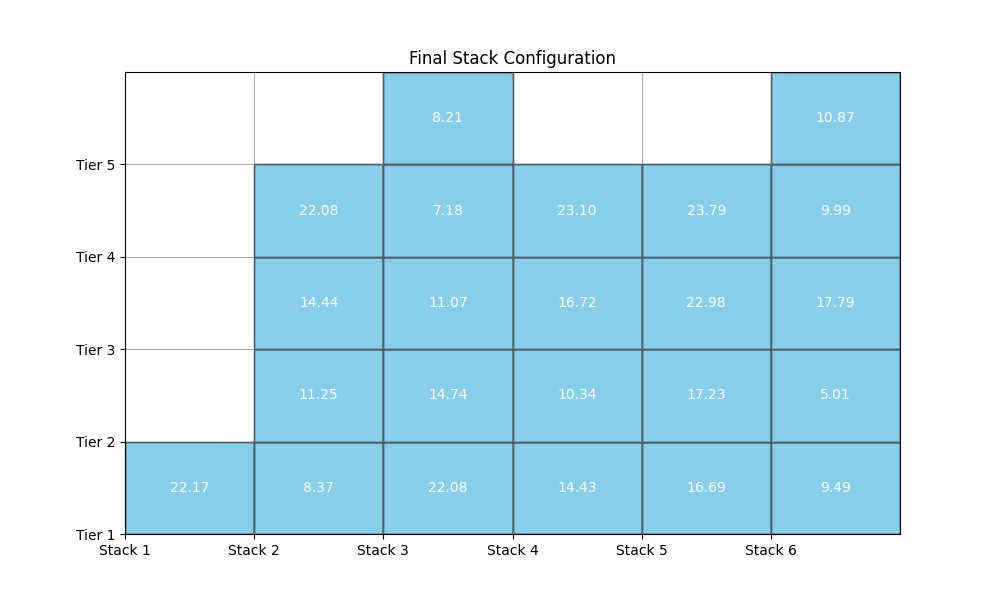 Final Stack Configuration
8.21 10.87
Tier 5
22.08 7.18 23.10 23.79 9.99
Tier 4
14.44 11.07 16.72 22.98 17.79
Tier 3
11.25 14.74 10.34 17.23 5.01
Tier 2
22.17 8.37 22.08 14.43 16.69 9.49
Tier 1
Stack 1 Stack 2 Stack 3 Stack 4 Stack 5 Stack 6